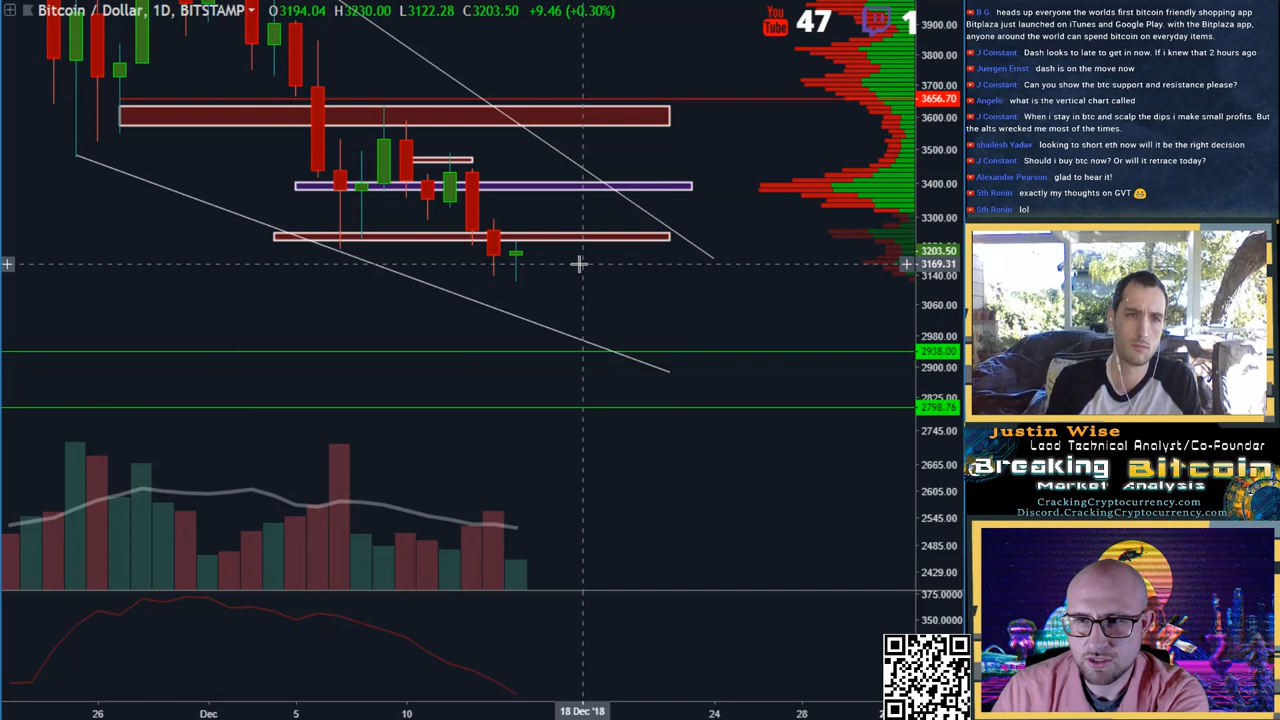 Bitcoin / Dollar, 1D, BITSTAMP O3194.04 H3230.00 L3122.28 C3203.50 +9.46 (+0.30%)
You
Tube
47
1
3900.00
3800.00
3700.00
3656.70
3600.00
3500.00
3400.00
3300.00
3203.50
3169.31
3140.00
3060.00
2980.00
2938.00
2900.00
2825.00
2798.76
2745.00
2665.00
2605.00
2545.00
2485.00
2429.00
375.0000
350.0000
26
Dec
5
10
18 Dec '18
24
28
B G: heads up everyone the worlds first bitcoin friendly shopping app,
Bitplaza just launched on iTunes and Google Play. with the Bitplaza app,
anyone around the world can spend bitcoin on everyday items.
J Constant: Dash looks to late to get in now. If i knew that 2 hours ago
Juergen Ernst: dash is on the move now
J Constant: Can you show the btc support and resistance please?
Angelo: what is the vertical chart called
J Constant: When i stay in btc and scalp the dips i make small profits. But
the alts wrecked me most of the times.
shailesh Yadav: looking to short eth now will it be the right decision
J Constant: Should i buy btc now? Or will it retrace today?
Alexander Pearson: glad to hear it!
5th Ronin: exactly my thoughts on GVT 😄
5th Ronin: lol
Justin Wise
Lead Technical Analyst/Co-Founder
Breaking Bitcoin
Market Analysis
CrackingCryptocurrency.com
Discord.CrackingCryptocurrency.com